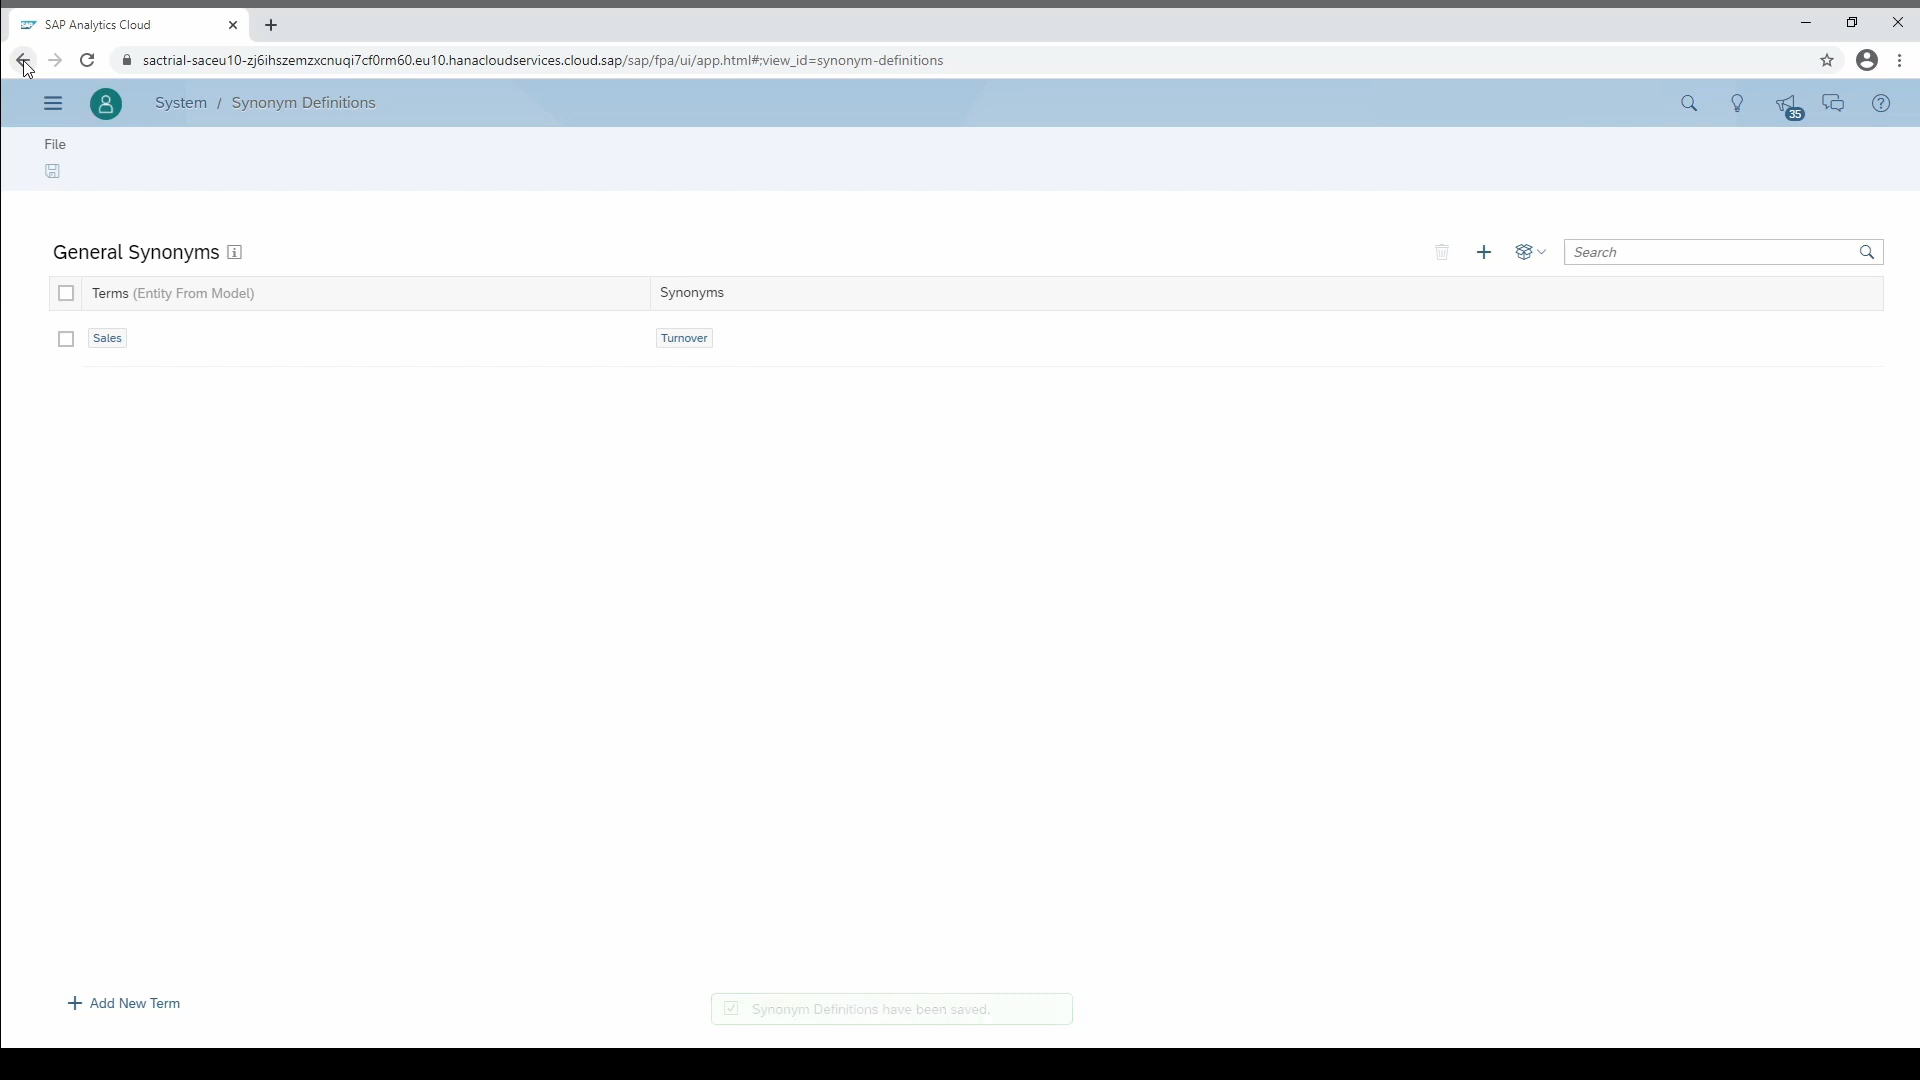 SAP Analytics Cloud
sactrial-saceu10-zj6ihszemzxcnuqi7cf0rm60.eu10.hanacloudservices.cloud.sap/sap/fpa/ui/app.html#;view_id=synonym-definitions
System / Synonym Definitions
35
File
General Synonyms
Search
Terms (Entity From Model)
Synonyms
Sales
Turnover
Add New Term
Synonym Definitions have been saved.